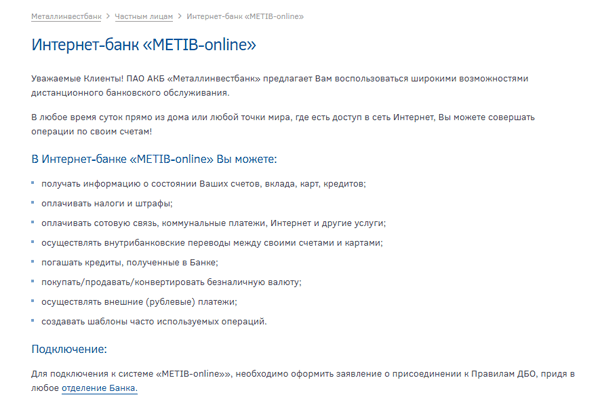 Металлинвестбанк > Частным лицам > Интернет-банк «METIB-online»
Интернет-банк «METIB-online»
Уважаемые Клиенты! ПАО АКБ «Металлинвестбанк» предлагает Вам воспользоваться широкими возможностями
дистанционного банковского обслуживания.
В любое время суток прямо из дома или любой точки мира, где есть доступ в сеть Интернет, Вы можете совершать
операции по своим счетам!
В Интернет-банке «METIB-online» Вы можете:
получать информацию о состоянии Ваших счетов, вклада, карт, кредитов;
оплачивать налоги и штрафы;
оплачивать сотовую связь, коммунальные платежи, Интернет и другие услуги;
осуществлять внутрибанковские переводы между своими счетами и картами;
погашать кредиты, полученные в Банке;
покупать/продавать/конвертировать безналичную валюту;
осуществлять внешние (рублевые) платежи;
создавать шаблоны часто используемых операций.
Подключение:
Для подключения к системе «METIB-online»», необходимо оформить заявление о присоединении к Правилам ДБО, придя в
любое отделение Банка.